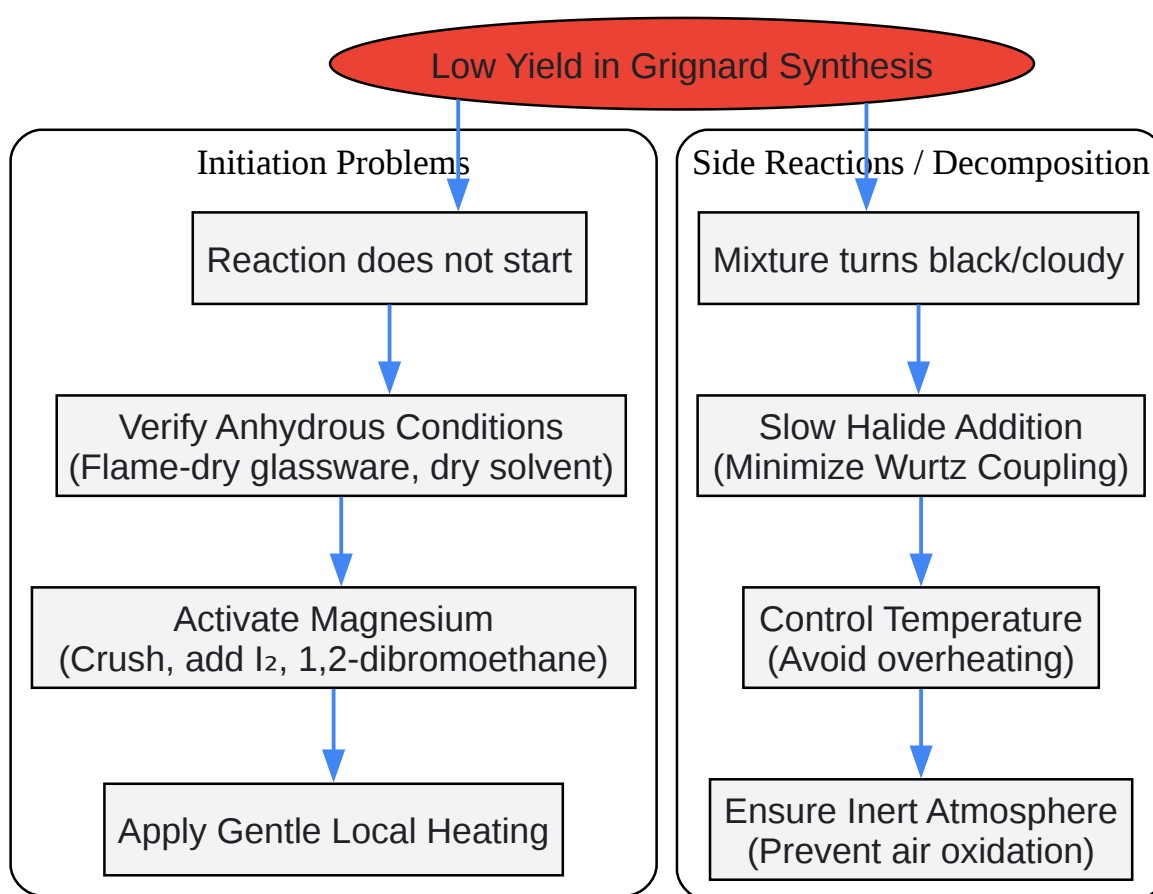 Low Yield in Grignard Synthesis
Initiation Problems
Reaction does not start
Verify Anhydrous Conditions
(Flame-dry glassware, dry solvent)
Activate Magnesium
(Crush, add I₂, 1,2-dibromoethane)
Apply Gentle Local Heating
Side Reactions / Decomposition
Mixture turns black/cloudy
Slow Halide Addition
(Minimize Wurtz Coupling)
Control Temperature
(Avoid overheating)
Ensure Inert Atmosphere
(Prevent air oxidation)